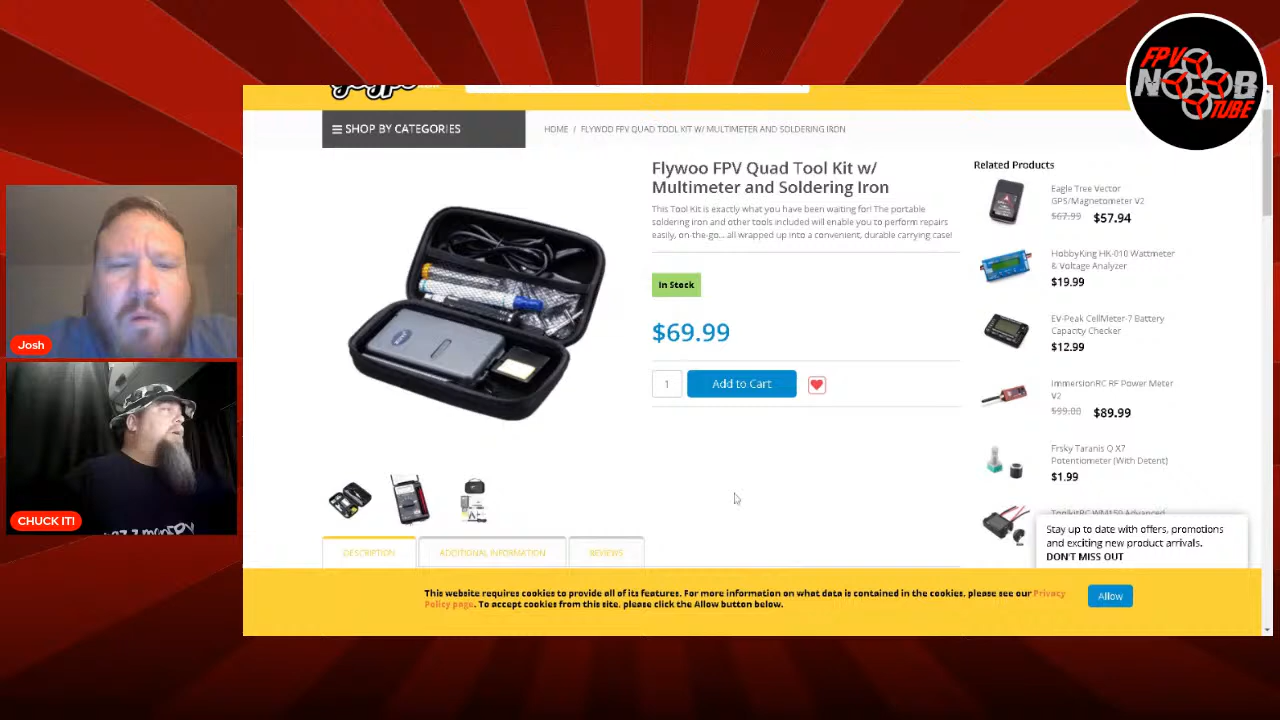 FPV
NOOB
TUBE
SHOP BY CATEGORIES
HOME / FLYWOO FPV QUAD TOOL KIT W/ MULTIMETER AND SOLDERING IRON
Flywoo FPV Quad Tool Kit w/
Multimeter and Soldering Iron
This Tool Kit is exactly what you have been waiting for! The portable
soldering iron and other tools included will enable you to perform repairs
easily, on-the-go... all wrapped up into a convenient, durable carrying case!
In Stock
$69.99
1
Add to Cart
Related Products
Eagle Tree Vector
GPS/Magnetometer V2
$67.99 $57.94
HobbyKing HK-010 Wattmeter
& Voltage Analyzer
$19.99
EV-Peak CellMeter-7 Battery
Capacity Checker
$12.99
ImmersionRC RF Power Meter
V2
$99.00 $89.99
Frsky Taranis Q X7
Potentiometer (With Detent)
$1.99
ToolkitRC WM150 Advanced
Stay up to date with offers, promotions
and exciting new product arrivals.
DON'T MISS OUT
Josh
CHUCK IT!
DESCRIPTION
ADDITIONAL INFORMATION
REVIEWS
This website requires cookies to provide all of its features. For more information on what data is contained in the cookies, please see our Privacy
Policy page. To accept cookies from this site, please click the Allow button below.
Allow